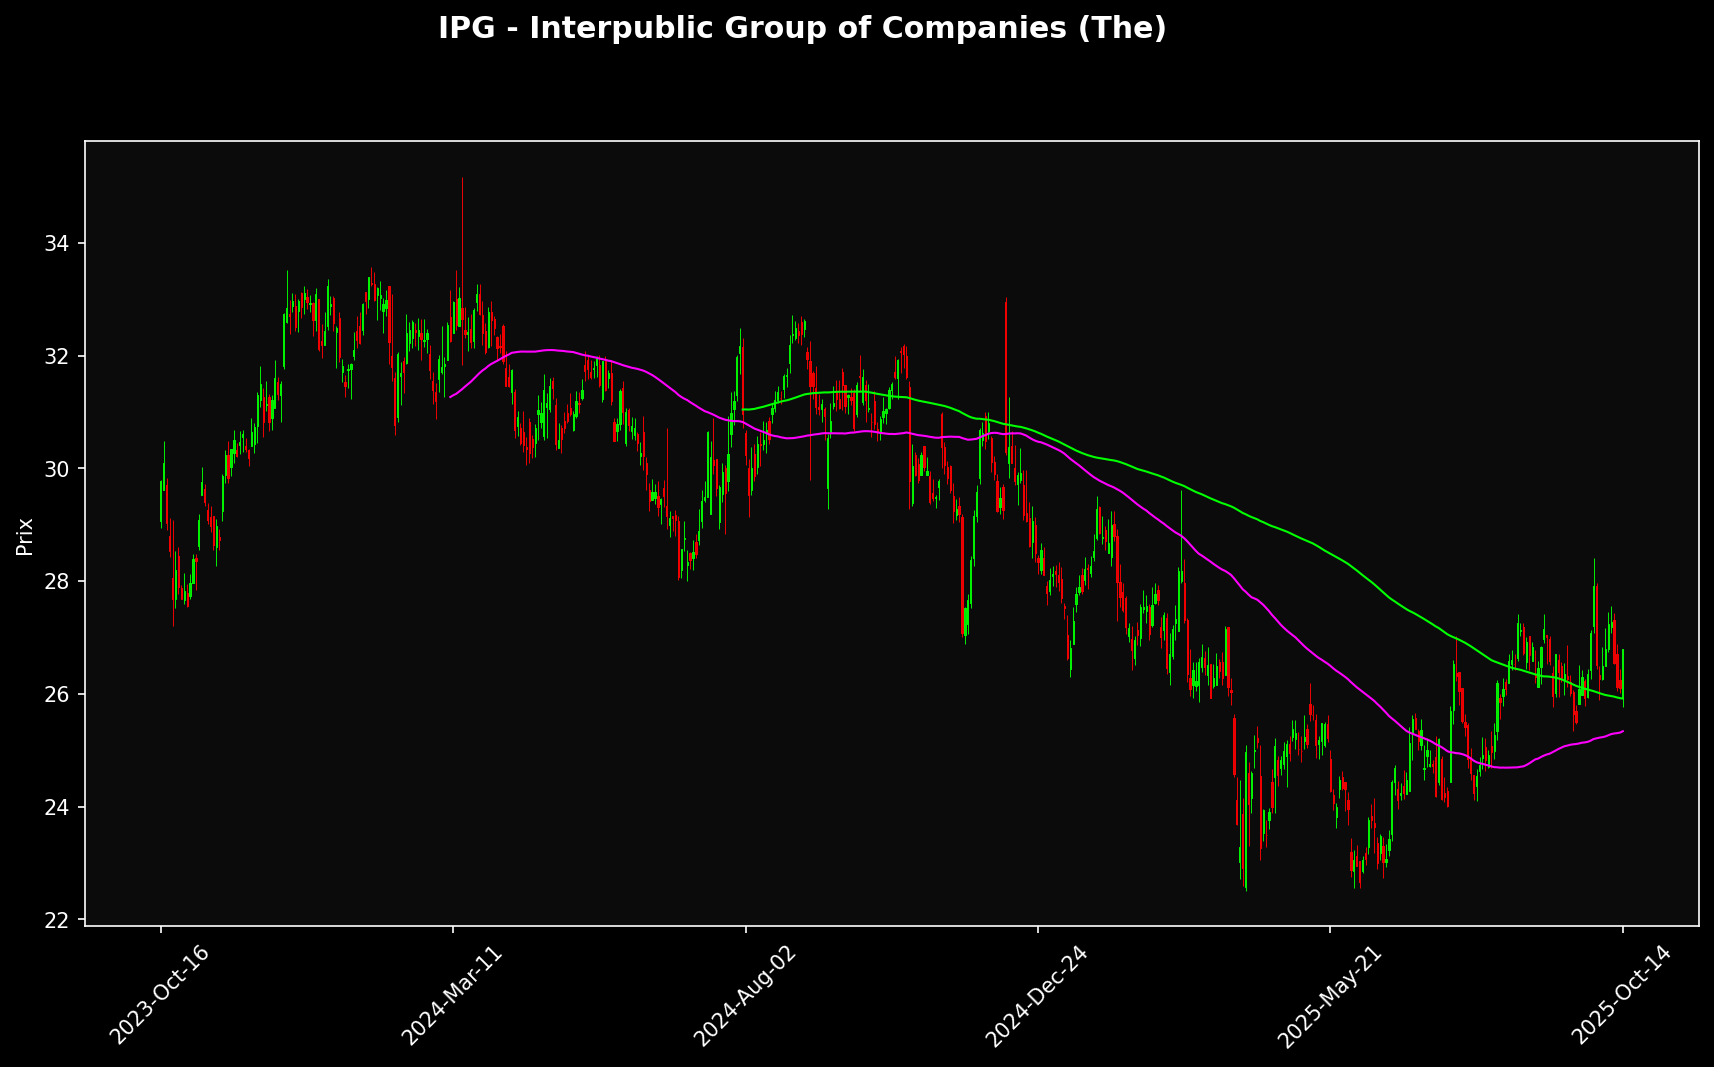 IPG - Interpublic Group of Companies (The)
Prix
34
32
30
28
26
24
22
2023-Oct-16
2024-Mar-11
2024-Aug-02
2024-Dec-24
2025-May-21
2025-Oct-14